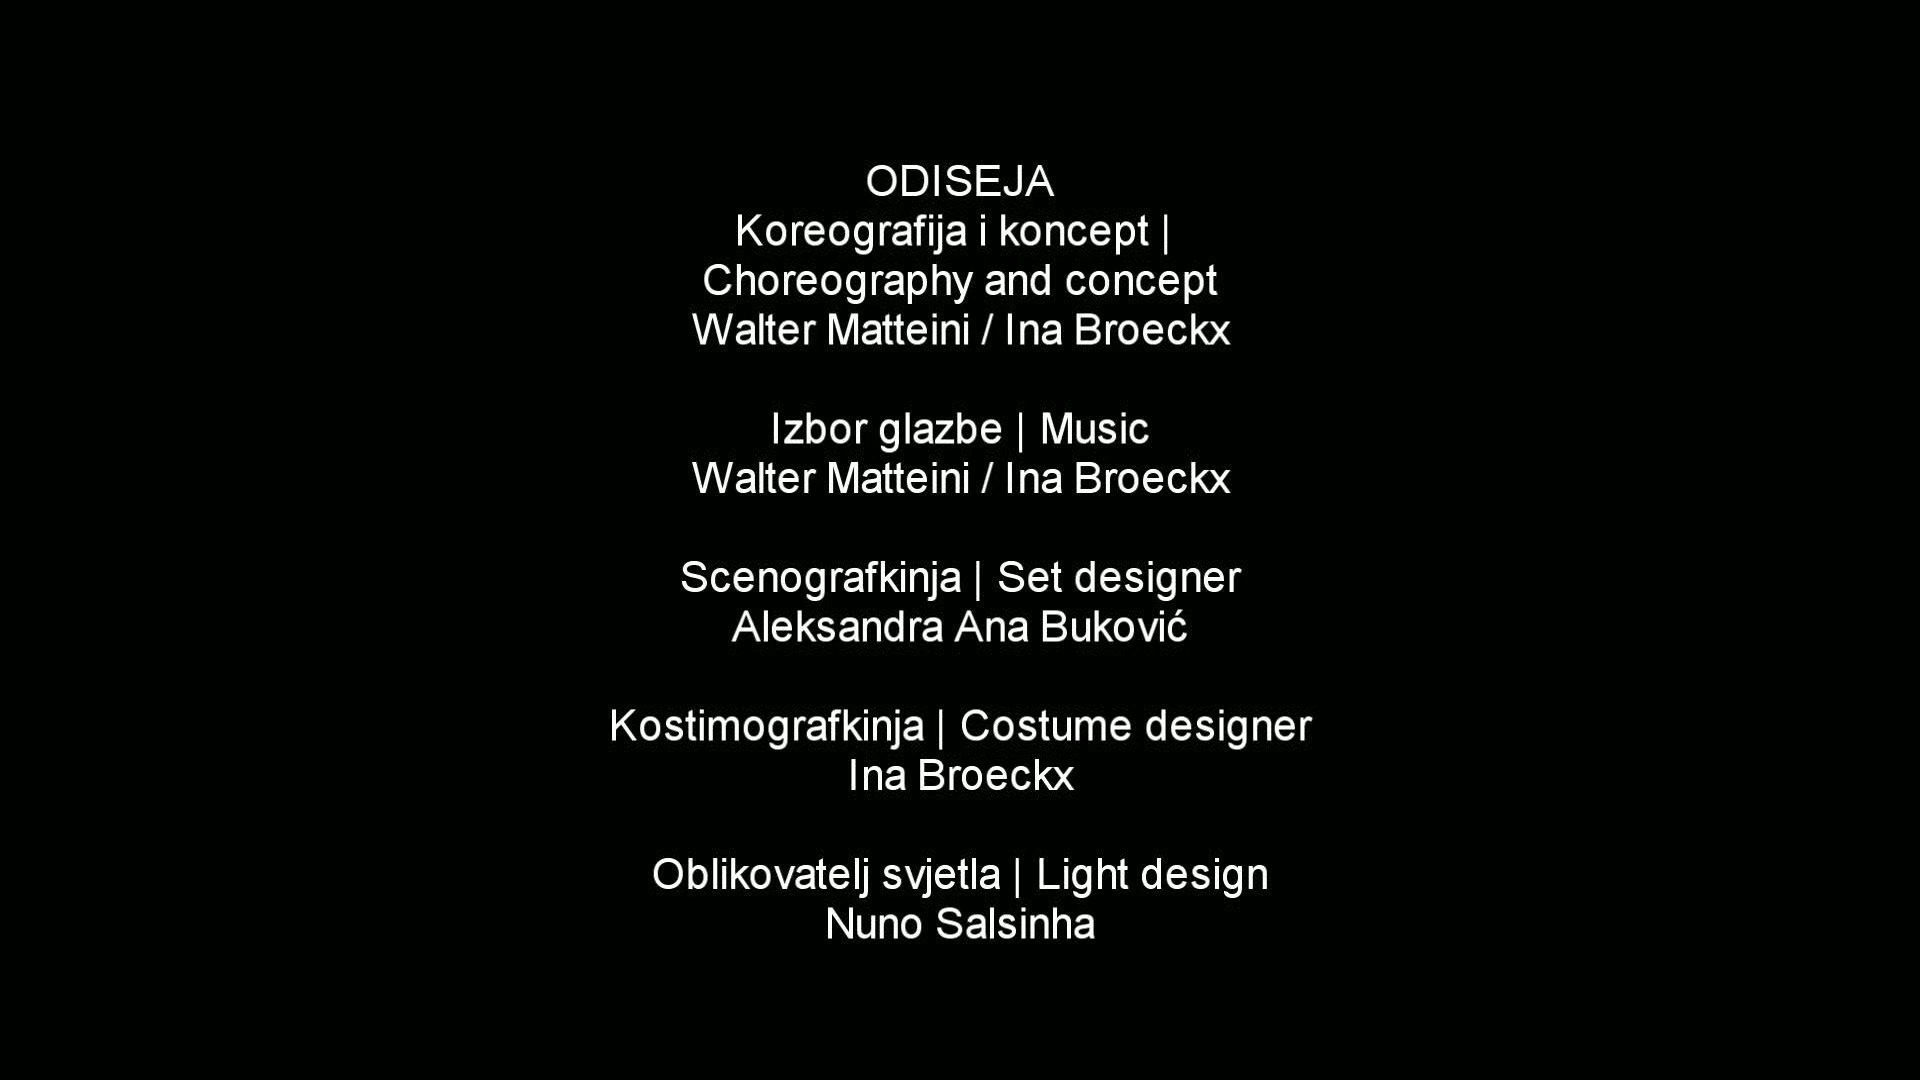 ODISEJA
Koreografija i koncept |
Choreography and concept
Walter Matteini / Ina Broeckx
Izbor glazbe | Music
Walter Matteini / Ina Broeckx
Scenografkinja | Set designer
Aleksandra Ana Buković
Kostimografkinja | Costume designer
Ina Broeckx
Oblikovatelj svjetla | Light design
Nuno Salsinha